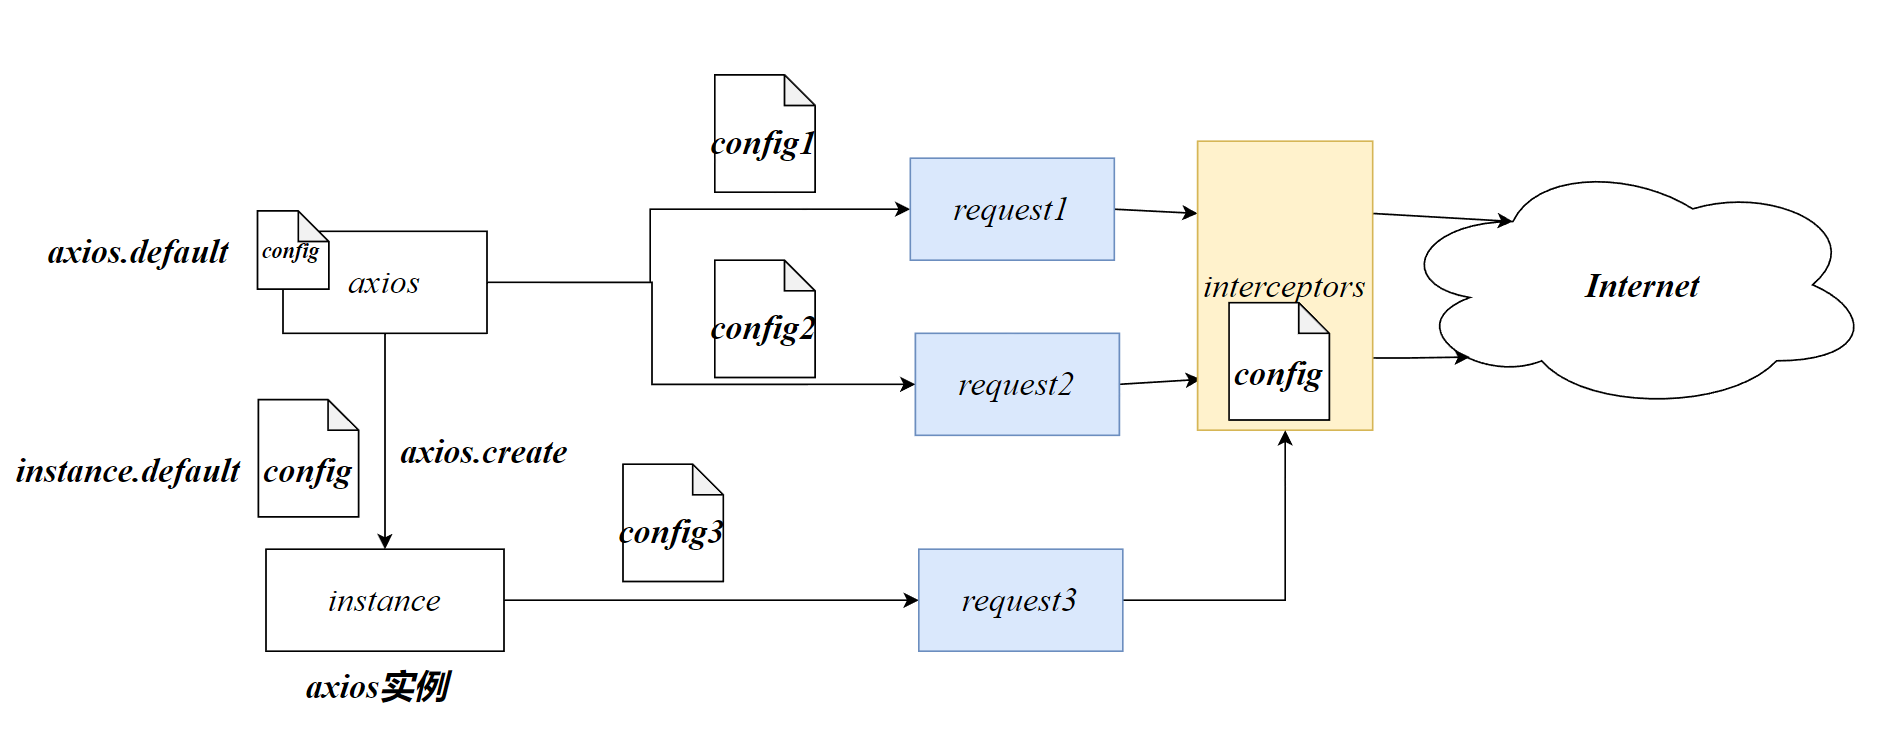 config1
axios.default
config
axios
request1
config2
interceptors
Internet
request2
config
instance.default
config
axios.create
config3
instance
request3
axios实例